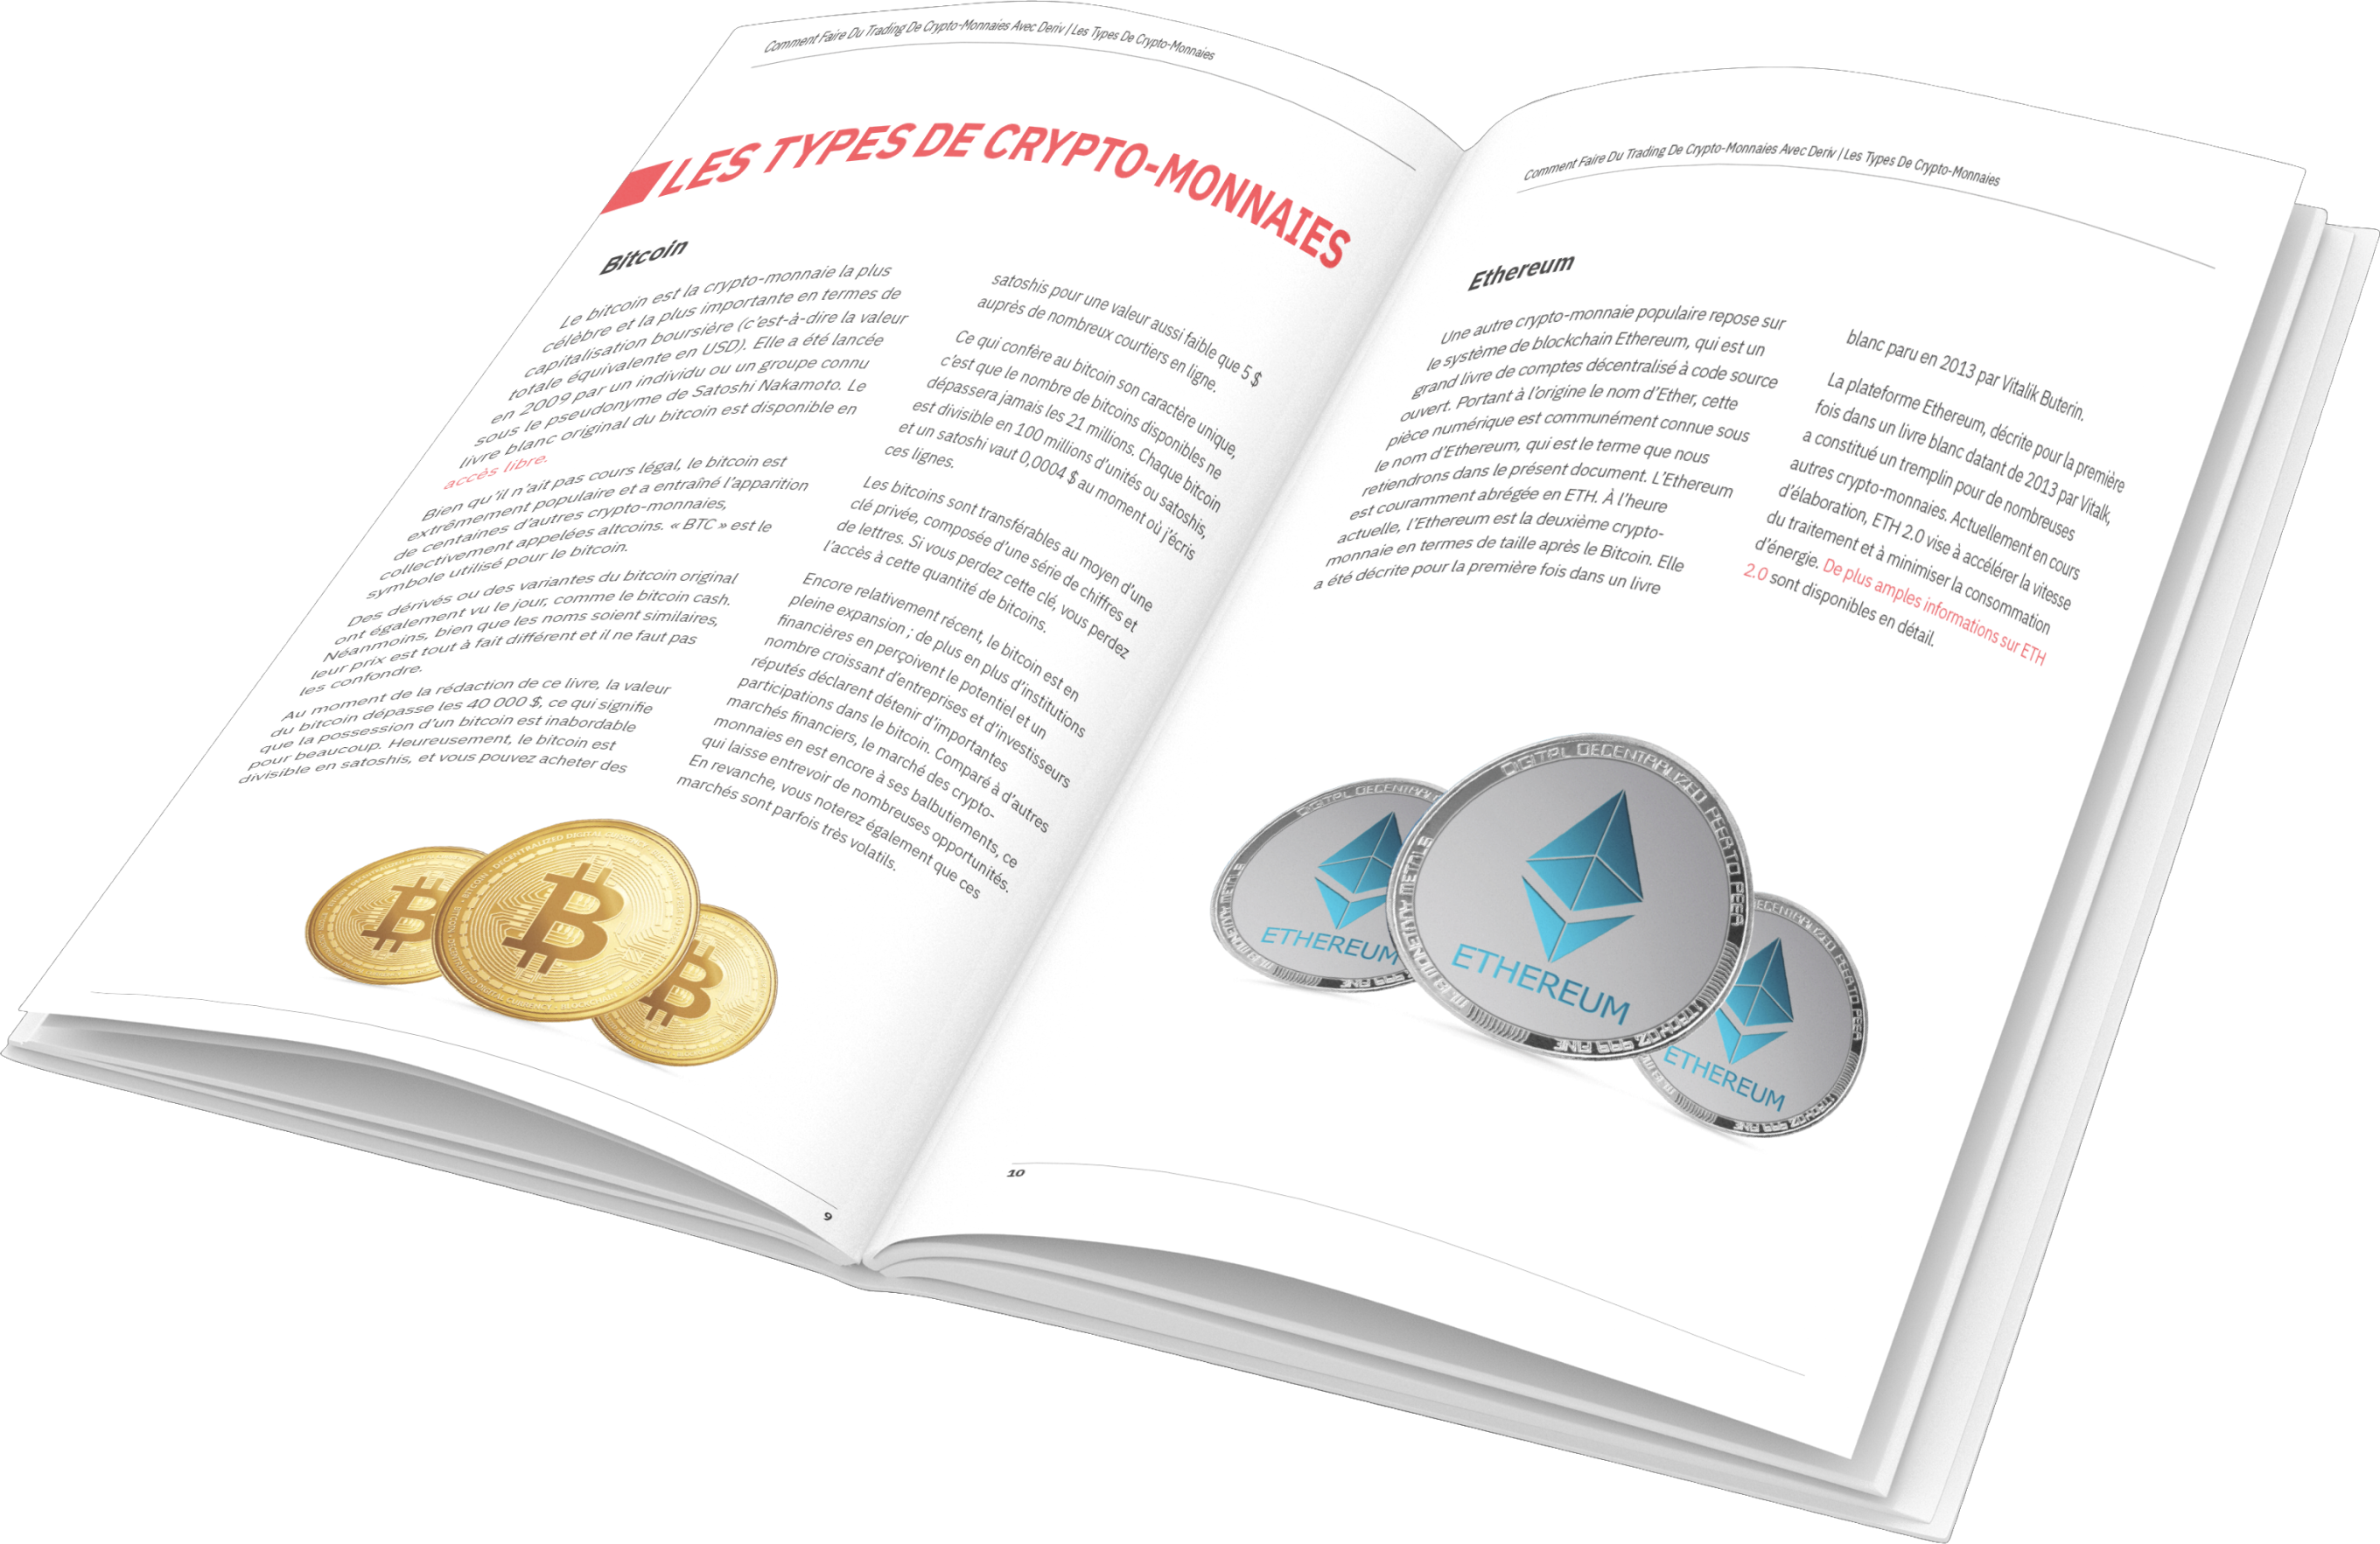 Comment Faire Du Trading De Crypto-Monnaies Avec Deriv | Les Types De Crypto-Monnaies
LES TYPES DE CRYPTO-MONNAIES
Bitcoin
Le bitcoin est la crypto-monnaie la plus
célèbre et la plus importante en termes de
capitalisation boursière (c'est-à-dire la valeur
totale équivalente en USD). Elle a été lancée
en 2009 par un individu ou un groupe connu
sous le pseudonyme de Satoshi Nakamoto. Le
livre blanc original du bitcoin est disponible en
accès libre.
Bien qu'il n'ait pas cours légal, le bitcoin est
extrêmement populaire et a entraîné l'apparition
de centaines d'autres crypto-monnaies,
collectivement appelées altcoins. « BTC » est le
symbole utilisé pour le bitcoin.
Des dérivés ou des variantes du bitcoin original
ont également vu le jour, comme le bitcoin cash.
Néanmoins, bien que les noms soient similaires,
leur prix est tout à fait différent et il ne faut pas
les confondre.
Au moment de la rédaction de ce livre, la valeur
du bitcoin dépasse les 40 000 $, ce qui signifie
que la possession d'un bitcoin est inabordable
pour beaucoup. Heureusement, le bitcoin est
divisible en satoshis, et vous pouvez acheter des
satoshis pour une valeur aussi faible que 5 $
auprès de nombreux courtiers en ligne.
Ce qui confère au bitcoin son caractère unique,
c'est que le nombre de bitcoins disponibles ne
dépassera jamais les 21 millions. Chaque bitcoin
est divisible en 100 millions d'unités ou satoshis,
et un satoshi vaut 0,0004 $ au moment où j'écris
ces lignes.
Les bitcoins sont transférables au moyen d'une
clé privée, composée d'une série de chiffres et
de lettres. Si vous perdez cette clé, vous perdez
l'accès à cette quantité de bitcoins.
Encore relativement récent, le bitcoin est en
pleine expansion ; de plus en plus d'institutions
financières en perçoivent le potentiel et un
nombre croissant d'entreprises et d'investisseurs
réputés déclarent détenir d'importantes
participations dans le bitcoin. Comparé à d'autres
marchés financiers, le marché des crypto-
monnaies en est encore à ses balbutiements, ce
qui laisse entrevoir de nombreuses opportunités.
En revanche, vous noterez également que ces
marchés sont parfois très volatils.
9
Comment Faire Du Trading De Crypto-Monnaies Avec Deriv | Les Types De Crypto-Monnaies
Ethereum
Une autre crypto-monnaie populaire repose sur
le système de blockchain Ethereum, qui est un
grand livre de comptes décentralisé à code source
ouvert. Portant à l'origine le nom d'Ether, cette
pièce numérique est communément connue sous
le nom d'Ethereum, qui est le terme que nous
retiendrons dans le présent document. L'Ethereum
est couramment abrégée en ETH. À l'heure
actuelle, l'Ethereum est la deuxième crypto-
monnaie en termes de taille après le Bitcoin. Elle
a été décrite pour la première fois dans un livre
blanc paru en 2013 par Vitalik Buterin.
La plateforme Ethereum, décrite pour la première
fois dans un livre blanc datant de 2013 par Vitalk,
a constitué un tremplin pour de nombreuses
autres crypto-monnaies. Actuellement en cours
d'élaboration, ETH 2.0 vise à accélérer la vitesse
du traitement et à minimiser la consommation
d'énergie. De plus amples informations sur ETH
2.0 sont disponibles en détail.
ETHEREUM
ETHEREUM
ETHEREUM
10